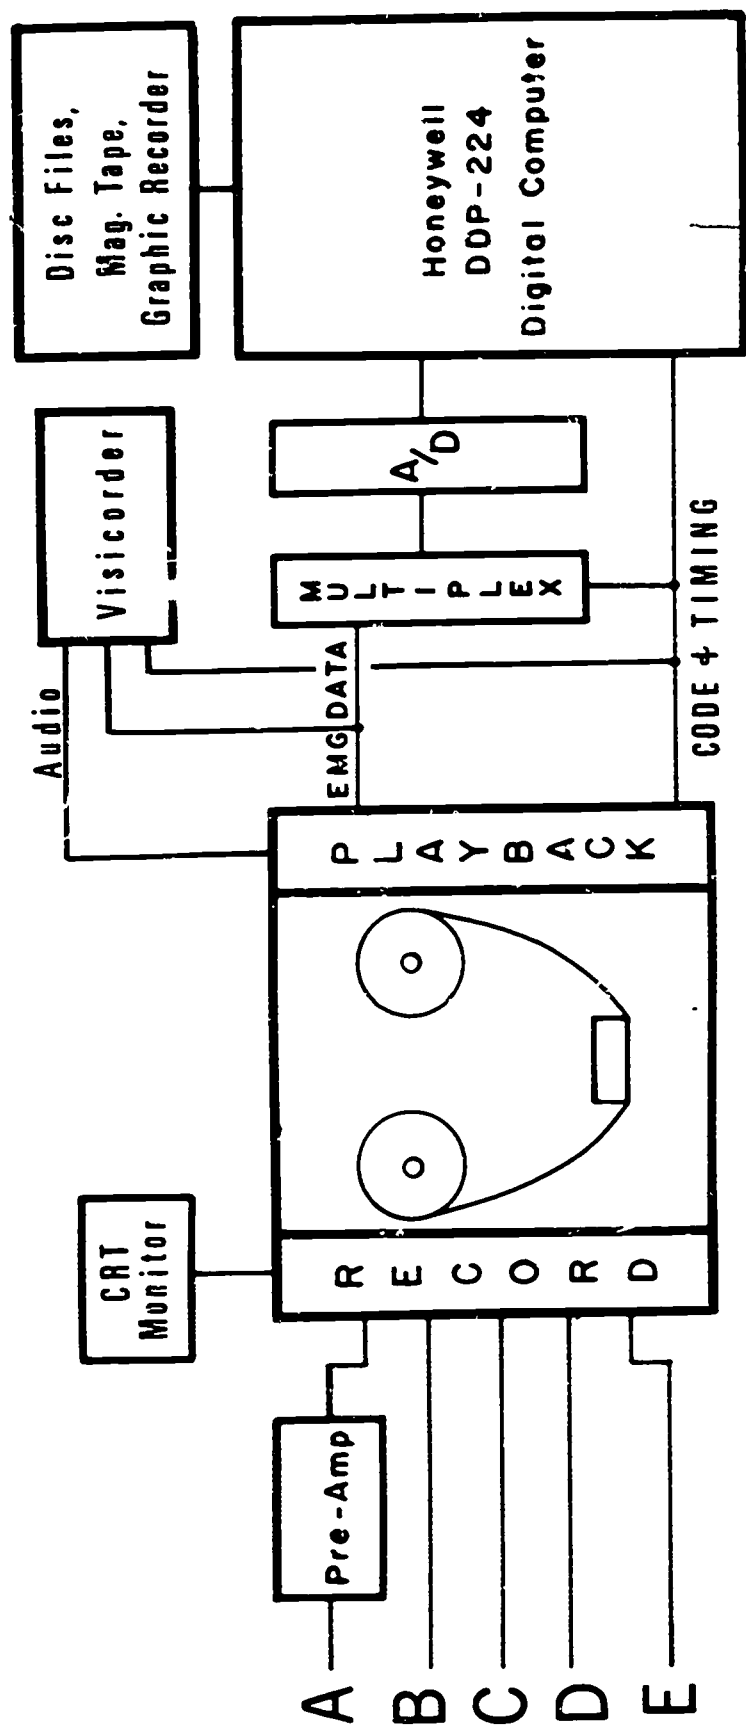 A
B
C
D
E
Pre-Amp
CRT
Monitor
RECORD
PLAYBACK
Audio
EMG DATA
CODE + TIMING
Visicorder
MULTIPLEX
A/D
Disc Files,
Mag. Tape,
Graphic Recorder
Honeywell
DDP-224
Digital Computer